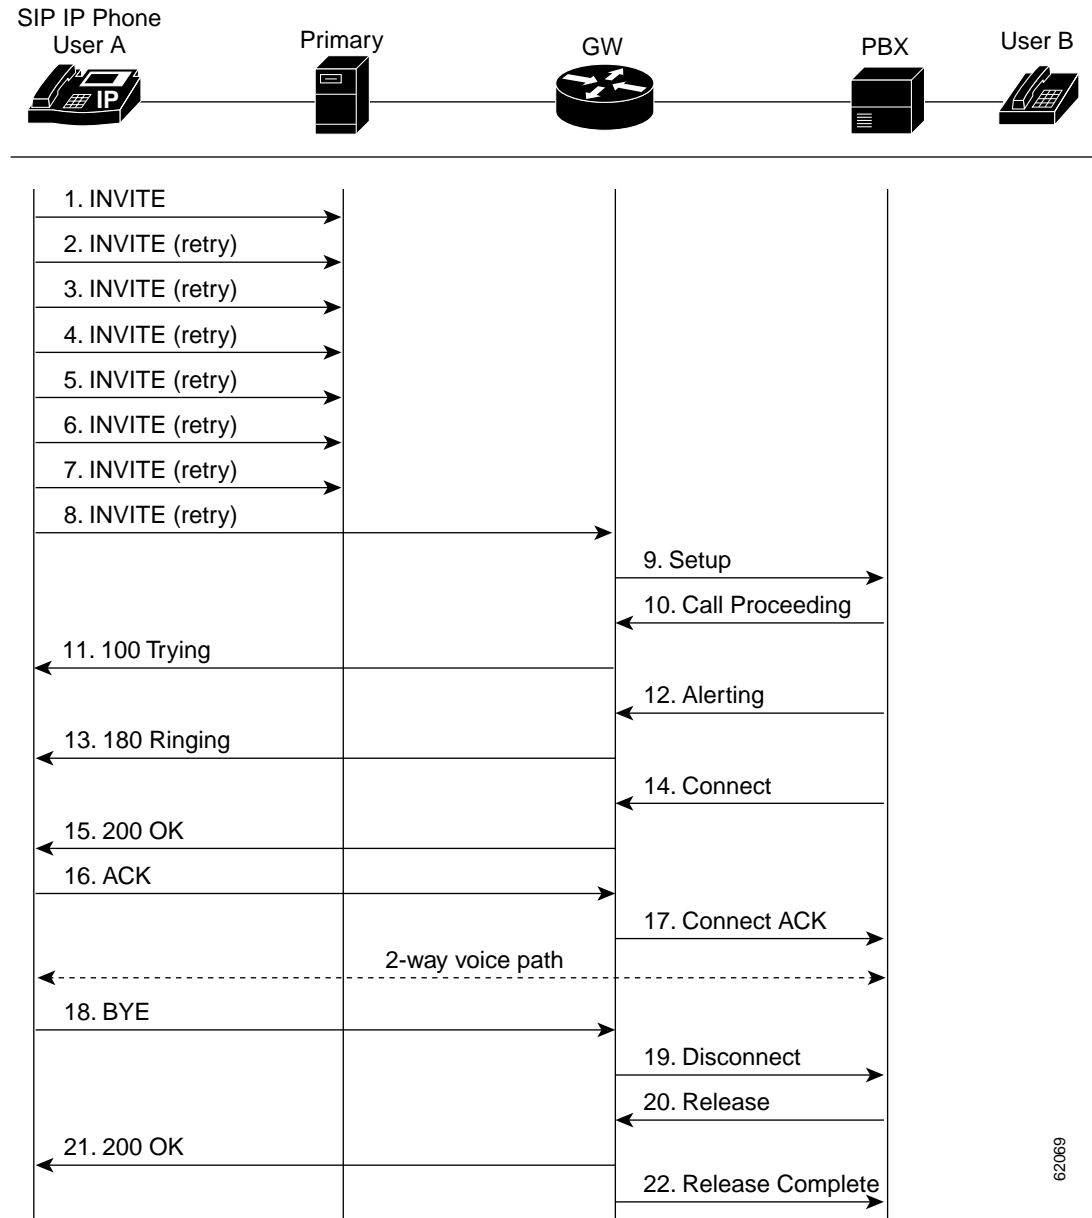 SIP IP Phone
User A
Primary
GW
PBX
User B
IP
1. INVITE
2. INVITE (retry)
3. INVITE (retry)
4. INVITE (retry)
5. INVITE (retry)
6. INVITE (retry)
7. INVITE (retry)
8. INVITE (retry)
9. Setup
10. Call Proceeding
11. 100 Trying
12. Alerting
13. 180 Ringing
14. Connect
15. 200 OK
16. ACK
17. Connect ACK
2-way voice path
18. BYE
19. Disconnect
20. Release
21. 200 OK
22. Release Complete
62069